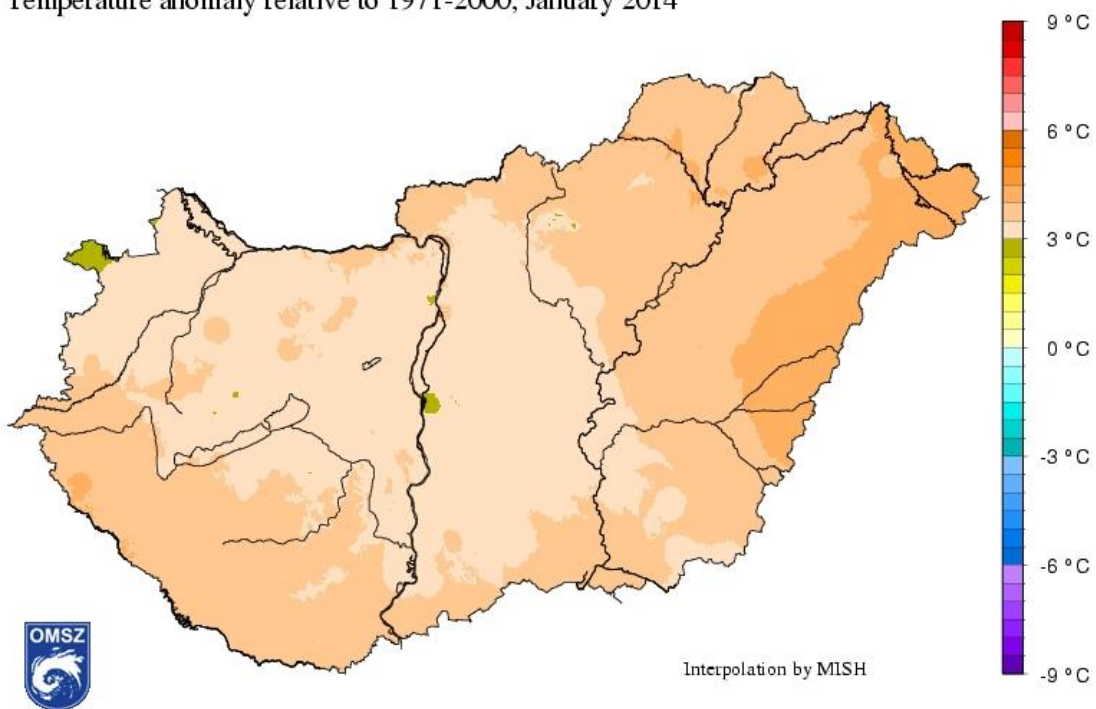 Temperature anomaly relative to 1971-2000, January 2014
9 °C
6 °C
3 °C
0 °C
-3 °C
-6 °C
-9 °C
OMSZ
Interpolation by MISH